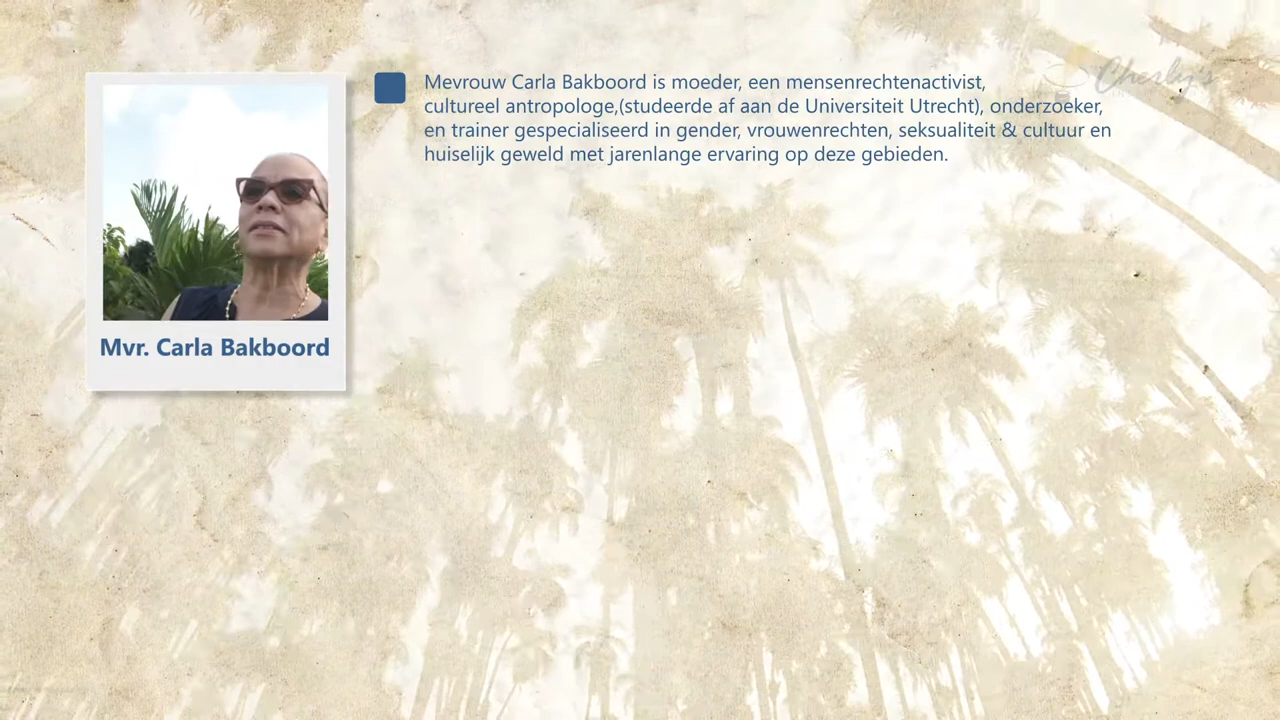 Mevrouw Carla Bakboord is moeder, een mensenrechtenactivist,
cultureel antropologe,(studeerde af aan de Universiteit Utrecht), onderzoeker,
en trainer gespecialiseerd in gender, vrouwenrechten, seksualiteit & cultuur en
huiselijk geweld met jarenlange ervaring op deze gebieden.
Mvr. Carla Bakboord